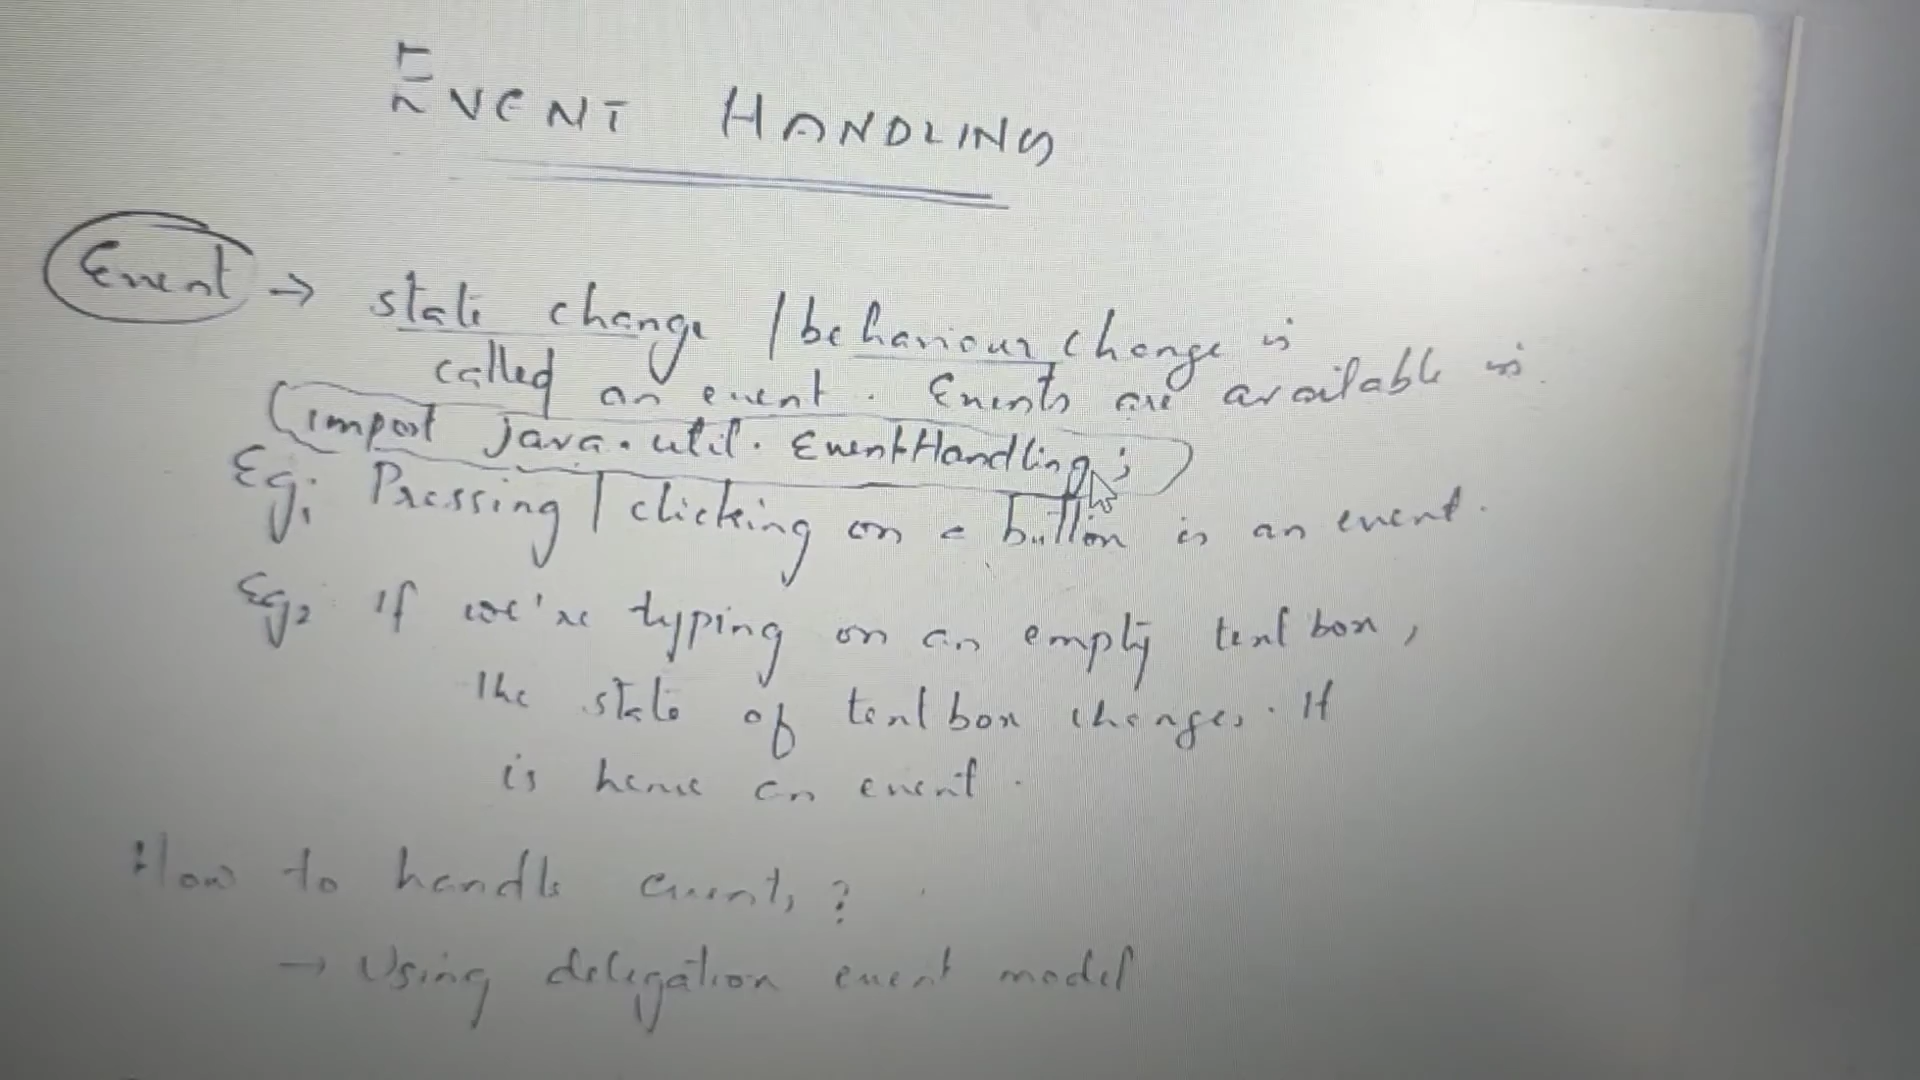 EVENT HANDLING
Event → state change / behaviour change is
called an event. Events are available in
import java.util.EventHandling;
Eg1 Pressing / clicking on a button is an event.
Eg2 If we're typing on an empty text box,
the state of text box changes. It
is hence an event.
How to handle events?
→ Using delegation event model